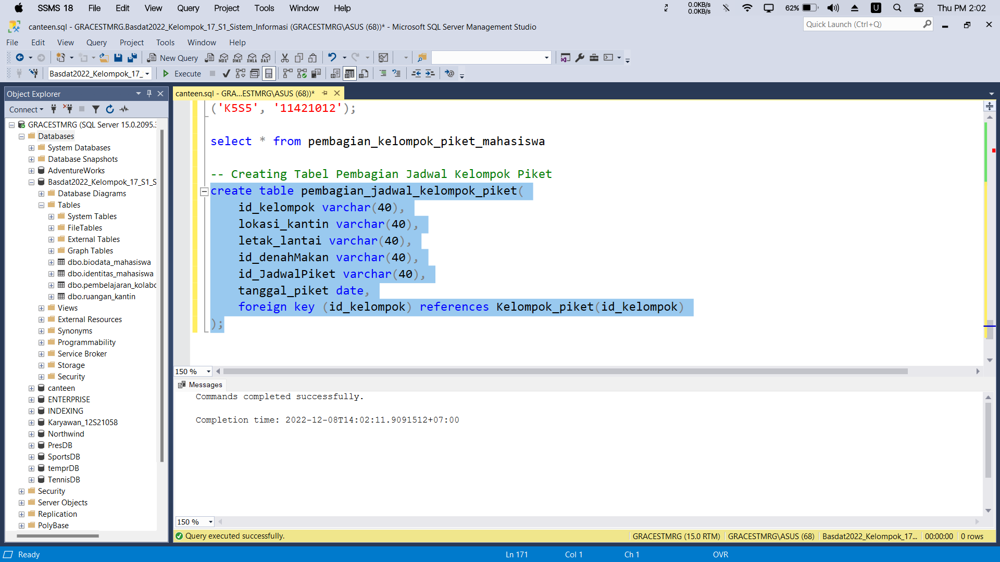 SSMS 18 File Edit View Query Project Tools Window Help 0.0KB/s 0.0KB/s 62% U Thu PM 2:02
canteen.sql - GRACESTMRG.Basdat2022_Kelompok_17_S1_Sistem_Informasi (GRACESTMRG\ASUS (68))* - Microsoft SQL Server Management Studio
Quick Launch (Ctrl+Q)
File Edit View Query Project Tools Window Help
New Query MDX DMX XMLA DAX
Basdat2022_Kelompok_17_ Execute
Object Explorer
Connect
GRACESTMRG (SQL Server 15.0.2095.3
Databases
System Databases
Database Snapshots
AdventureWorks
Basdat2022_Kelompok_17_S1_S
Database Diagrams
Tables
System Tables
FileTables
External Tables
Graph Tables
dbo.biodata_mahasiswa
dbo.identitas_mahasiswa
dbo.pembelajaran_kolabo
dbo.ruangan_kantin
Views
External Resources
Synonyms
Programmability
Service Broker
Storage
Security
canteen
ENTERPRISE
INDEXING
Karyawan_12S21058
Northwind
PresDB
SportsDB
temprDB
TennisDB
Security
Server Objects
Replication
PolyBase
canteen.sql - GRA...ESTMRG\ASUS (68))*
('K5S5', '11421012');
select * from pembagian_kelompok_piket_mahasiswa
-- Creating Tabel Pembagian Jadwal Kelompok Piket
create table pembagian_jadwal_kelompok_piket(
id_kelompok varchar(40),
lokasi_kantin varchar(40),
letak_lantai varchar(40),
id_denahMakan varchar(40),
id_JadwalPiket varchar(40),
tanggal_piket date,
foreign key (id_kelompok) references Kelompok_piket(id_kelompok)
);
150 %
Messages
Commands completed successfully.
Completion time: 2022-12-08T14:02:11.9091512+07:00
150 %
Query executed successfully. GRACESTMRG (15.0 RTM) GRACESTMRG\ASUS (68) Basdat2022_Kelompok_17... 00:00:00 0 rows
Ready Ln 171 Col 1 Ch 1 OVR